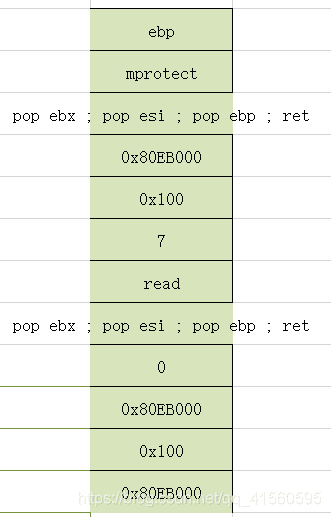 ebp
mprotect
pop ebx ; pop esi ; pop ebp ; ret
0x80EB000
0x100
7
read
pop ebx ; pop esi ; pop ebp ; ret
0
0x80EB000
0x100
0x80EB000
https://blog.csdn.net/qq_41560595